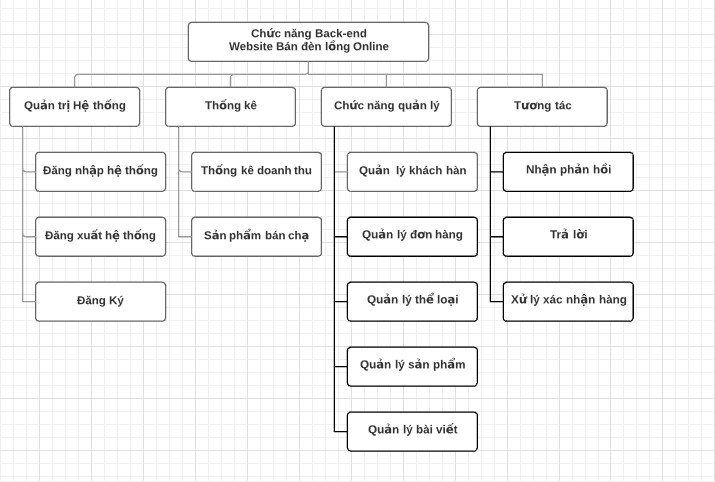 Chức năng Back-end
Website Bán đèn lồng Online
Quản trị Hệ thống
Thống kê
Chức năng quản lý
Tương tác
Đăng nhập hệ thống
Thống kê doanh thu
Quản lý khách hàn
Nhận phản hồi
Đăng xuất hệ thống
Sản phẩm bán chạ
Quản lý đơn hàng
Trả lời
Đăng Ký
Quản lý thể loại
Xử lý xác nhận hàng
Quản lý sản phẩm
Quản lý bài viết